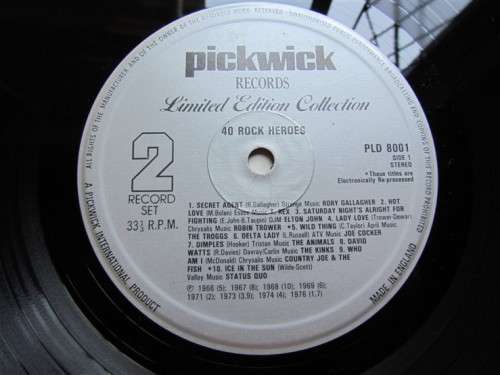 ALL RIGHTS OF THE MANUFACTURER AND OF THE OWNER OF THE RECORDED WORK RESERVED
BROADCASTING AND COPYING OF THIS RECORD PROHIBITED
pickwick
RECORDS
Limited Edition Collection
40 ROCK HEROES
2
RECORD
SET
33⅓ R.P.M.
PLD 8001
SIDE 1
STEREO
*These titles are
Electronically Re-processed
1. SECRET AGENT (R.Gallagher) Strange Music RORY GALLAGHER 2. HOT
LOVE (M.Bolan) Essex Music T. REX 3. SATURDAY NIGHT'S ALRIGHT FOR
FIGHTING (E.John & T.Taupin) DJM ELTON JOHN 4. LADY LOVE (Trower-Dewar)
Chrysalis Music ROBIN TROWER *5. WILD THING (C.Taylor) April Music
THE TROGGS 6. DELTA LADY (L.Russell) ATV Music JOE COCKER
7. DIMPLES (Hooker) Tristan Music THE ANIMALS 8. DAVID
WATTS (R.Davies) Davray/Carlin Music THE KINKS 9. WHO
AM I (McDonald) Chrysalis Music COUNTRY JOE & THE
FISH *10. ICE IN THE SUN (Wilde-Scott)
Valley Music STATUS QUO
℗ 1966 (5); 1967 (8); 1968 (10); 1969 (6);
1971 (2); 1973 (3,9); 1974 (4); 1976 (1,7)
A PICKWICK INTERNATIONAL PRODUCT
MADE IN ENGLAND